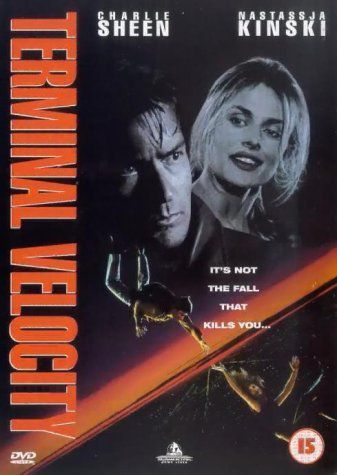 CHARLIE
SHEEN
NASTASSJA
KINSKI
TERMINAL VELOCITY
IT'S NOT
THE FALL
THAT
KILLS YOU...
DVD
15